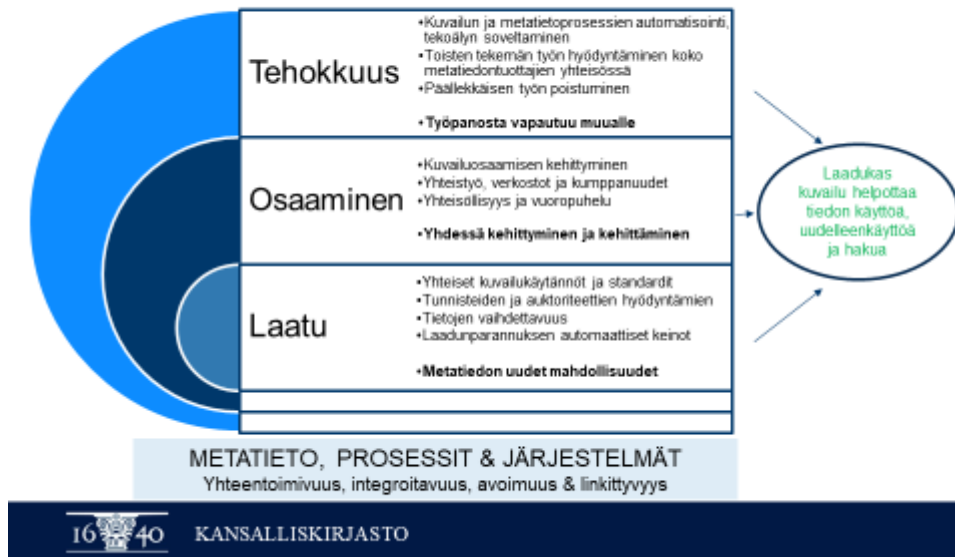 Tehokkuus
•Kuvailun ja metatietoprosessien automatisointi,
tekoälyn soveltaminen
•Toisten tekemän työn hyödyntäminen koko
metatiedontuottajien yhteisössä
•Päällekkäisen työn poistuminen
•Työpanosta vapautuu muualle
Osaaminen
•Kuvailuosaamisen kehittyminen
•Yhteistyö, verkostot ja kumppanuudet
•Yhteisöllisyys ja vuoropuhelu
•Yhdessä kehittyminen ja kehittäminen
Laatu
•Yhteiset kuvailukäytännöt ja standardit
•Tunnisteiden ja auktoriteettien hyödyntämien
•Tietojen vaihdettavuus
•Laadunparannuksen automaattiset keinot
•Metatiedon uudet mahdollisuudet
Laadukas
kuvailu helpottaa
tiedon käyttöä,
uudelleenkäyttöä
ja hakua
METATIETO, PROSESSIT & JÄRJESTELMÄT
Yhteentoimivuus, integroitavuus, avoimuus & linkittyvyys
16 40 KANSALLISKIRJASTO